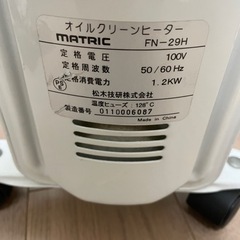 オイルクリーンヒーター
MATRIC FN-29H
定格電圧 100V
定格周波数 50/60Hz
定格消費電力 1.2KW
松木技研株式会社
温度ヒューズ：128℃
製造番号 0110006087
Made in China